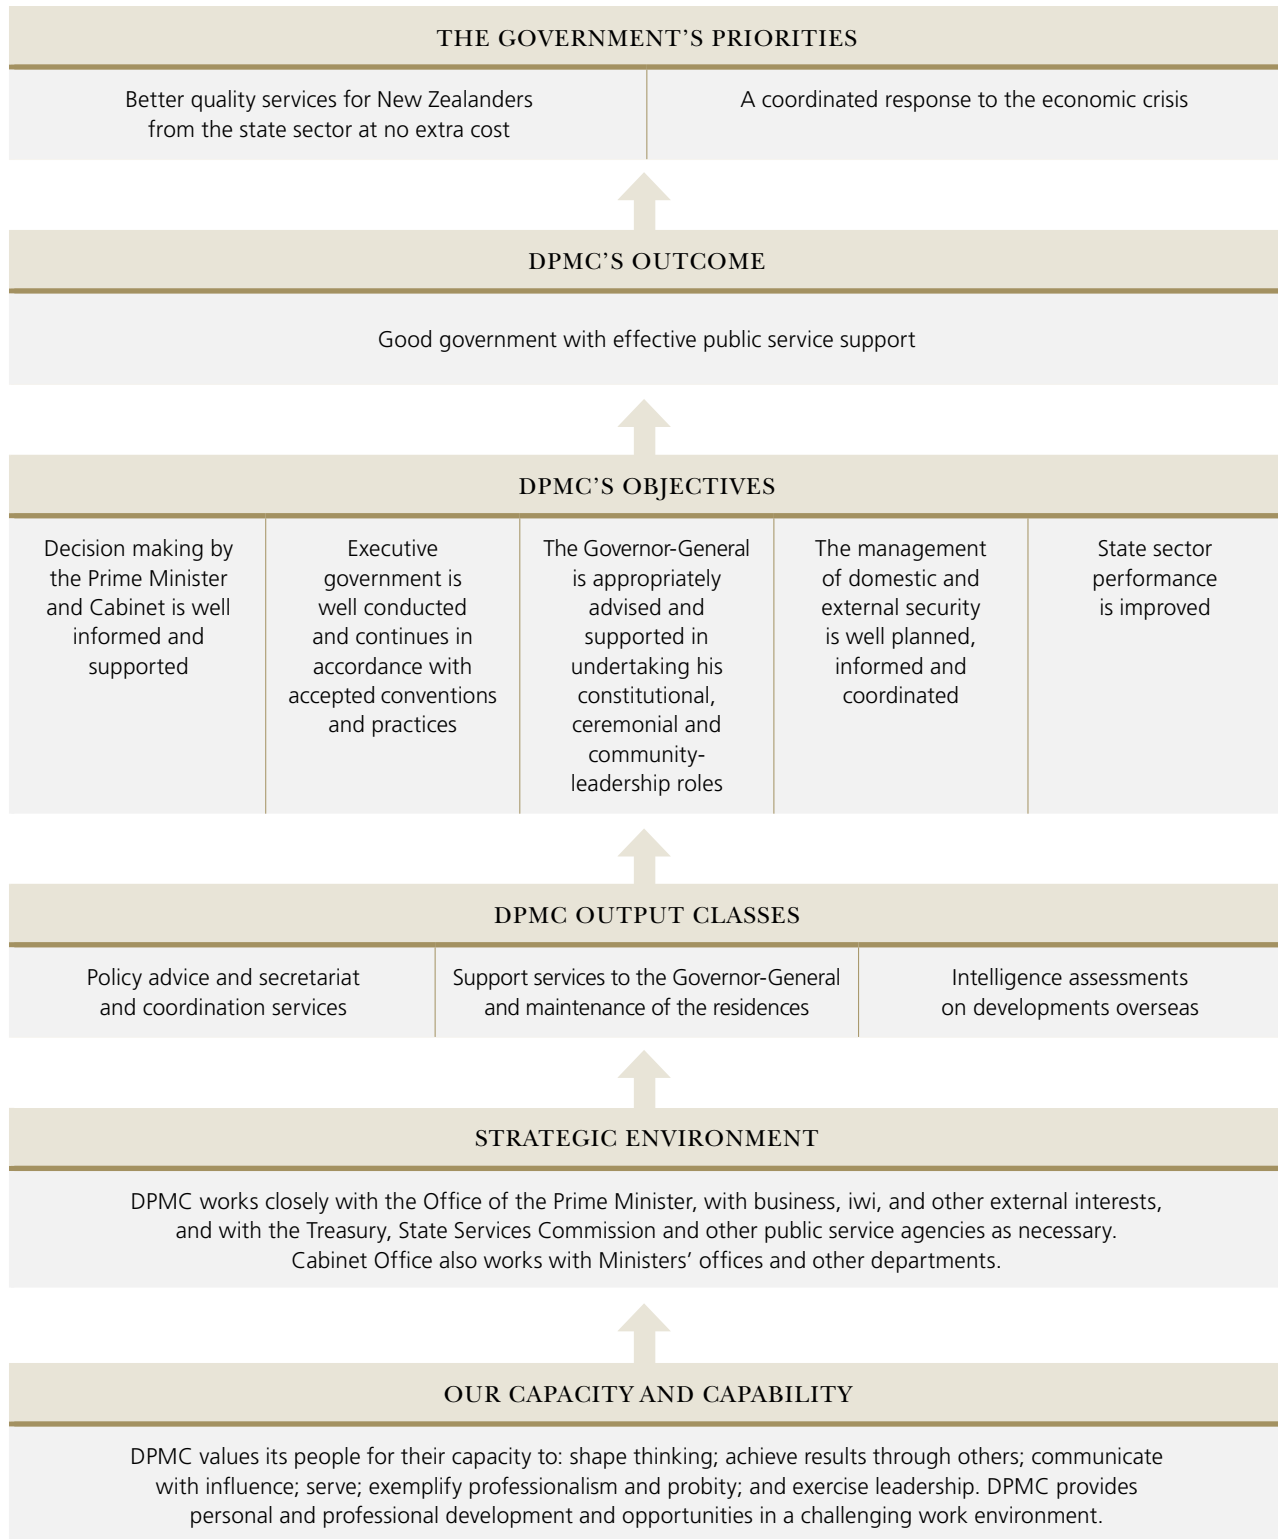 THE GOVERNMENT'S PRIORITIES
Better quality services for New Zealanders
from the state sector at no extra cost
A coordinated response to the economic crisis
DPMC'S OUTCOME
Good government with effective public service support
DPMC'S OBJECTIVES
Decision making by
the Prime Minister
and Cabinet is well
informed and
supported
Executive
government is
well conducted
and continues in
accordance with
accepted conventions
and practices
The Governor-General
is appropriately
advised and
supported in
undertaking his
constitutional,
ceremonial and
community-
leadership roles
The management
of domestic and
external security
is well planned,
informed and
coordinated
State sector
performance
is improved
DPMC OUTPUT CLASSES
Policy advice and secretariat
and coordination services
Support services to the Governor-General
and maintenance of the residences
Intelligence assessments
on developments overseas
STRATEGIC ENVIRONMENT
DPMC works closely with the Office of the Prime Minister, with business, iwi, and other external interests,
and with the Treasury, State Services Commission and other public service agencies as necessary.
Cabinet Office also works with Ministers' offices and other departments.
OUR CAPACITY AND CAPABILITY
DPMC values its people for their capacity to: shape thinking; achieve results through others; communicate
with influence; serve; exemplify professionalism and probity; and exercise leadership. DPMC provides
personal and professional development and opportunities in a challenging work environment.